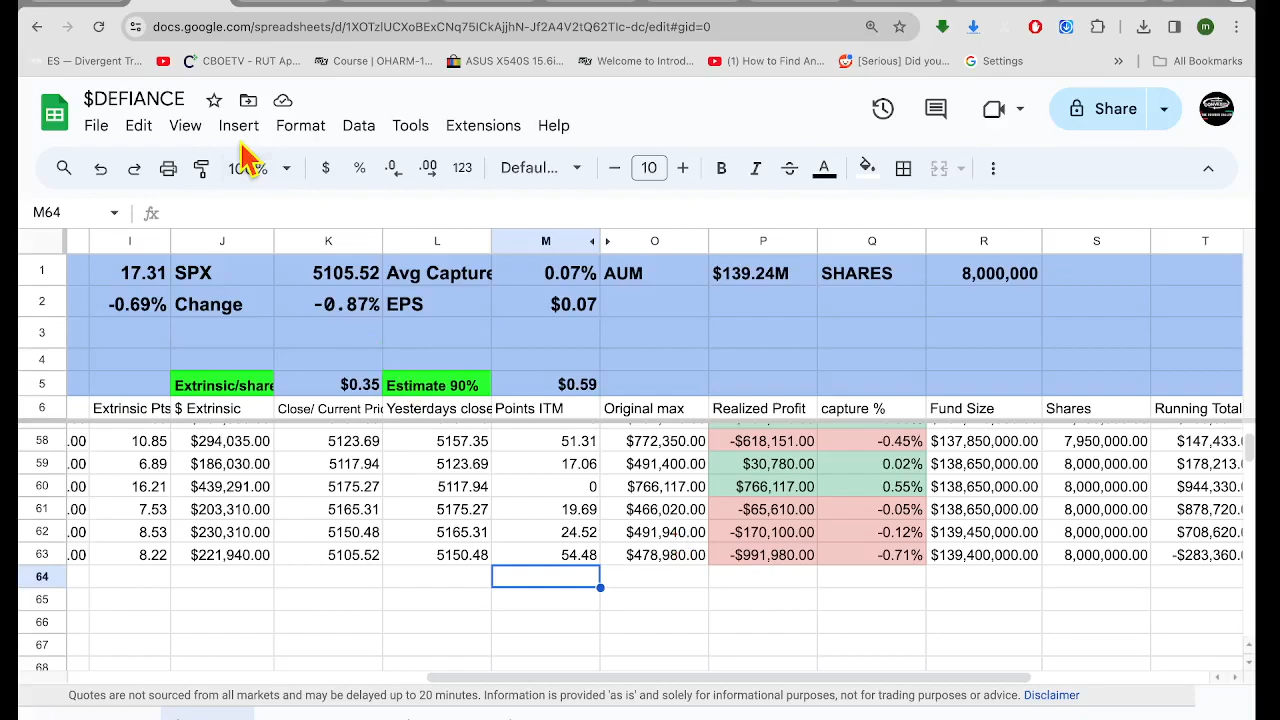 docs.google.com/spreadsheets/d/1XOTzlUCXoBExCNq75ICkAjjhN-Jf2A4V2tQ62TIc-dc/edit#gid=0
m
ES — Divergent Tr... CBOETV – RUT Ap... Course | OHARM-1... ASUS X540S 15.6i... Welcome to Introd... (1) How to Find An... [Serious] Did you... Settings » All Bookmarks
$DEFIANCE
Share
File Edit View Insert Format Data Tools Extensions Help
$ % .0 .00 123 Defaul... 10 B I A
M64 fx
I J K L M O P Q R S T
1 17.31 SPX 5105.52 Avg Capture 0.07% AUM $139.24M SHARES 8,000,000
2 -0.69% Change -0.87% EPS $0.07
3
4
5 Extrinsic/share $0.35 Estimate 90% $0.59
6 Extrinsic Pts $ Extrinsic Close/ Current Pri Yesterdays close Points ITM Original max Realized Profit capture % Fund Size Shares Running Total
58 .00 10.85 $294,035.00 5123.69 5157.35 51.31 $772,350.00 -$618,151.00 -0.45% $137,850,000.00 7,950,000.00 $147,433.
59 .00 6.89 $186,030.00 5117.94 5123.69 17.06 $491,400.00 $30,780.00 0.02% $138,650,000.00 8,000,000.00 $178,213.
60 .00 16.21 $439,291.00 5175.27 5117.94 0 $766,117.00 $766,117.00 0.55% $138,650,000.00 8,000,000.00 $944,330.
61 .00 7.53 $203,310.00 5165.31 5175.27 19.69 $466,020.00 -$65,610.00 -0.05% $138,650,000.00 8,000,000.00 $878,720.
62 .00 8.53 $230,310.00 5150.48 5165.31 24.52 $491,940.00 -$170,100.00 -0.12% $139,450,000.00 8,000,000.00 $708,620.
63 .00 8.22 $221,940.00 5105.52 5150.48 54.48 $478,980.00 -$991,980.00 -0.71% $139,400,000.00 8,000,000.00 -$283,360.
64
65
66
67
68
Quotes are not sourced from all markets and may be delayed up to 20 minutes. Information is provided 'as is' and solely for informational purposes, not for trading purposes or advice. Disclaimer